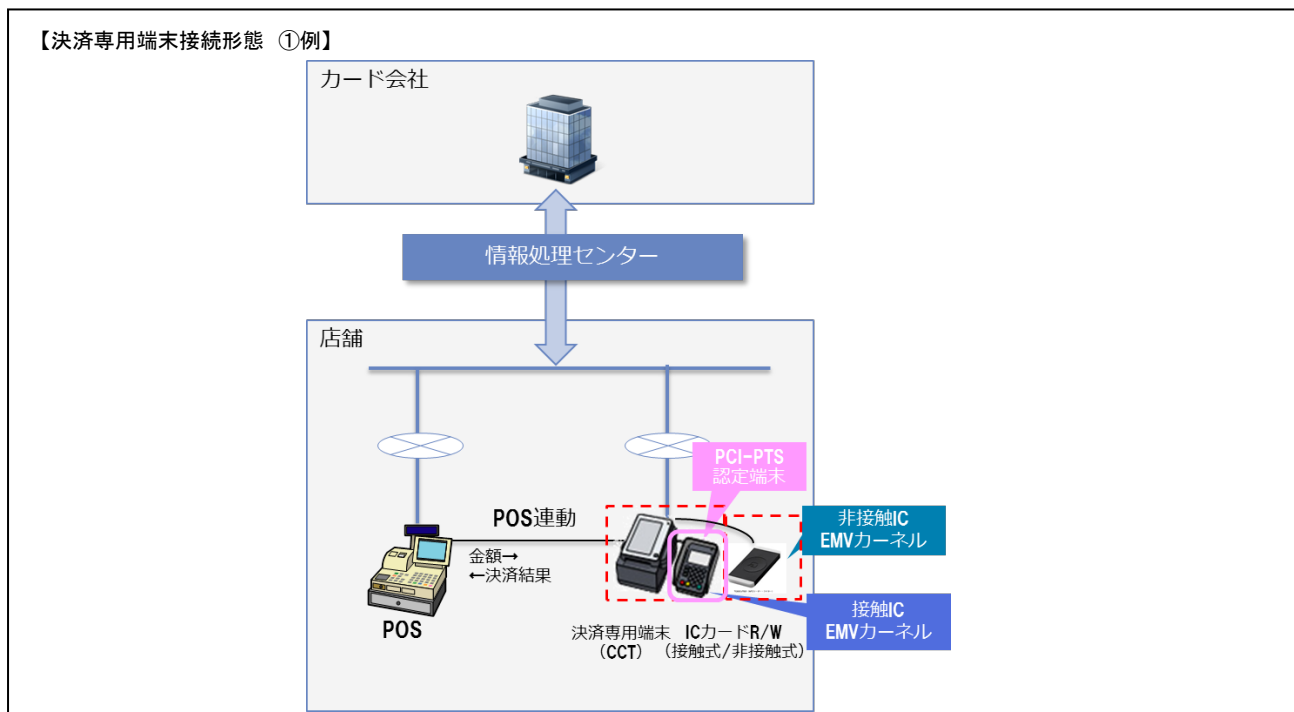 【決済専用端末接続形態 ①例】
カード会社
情報処理センター
店舗
PCI-PTS
認定端末
POS連動
非接触IC
EMVカーネル
金額→
←決済結果
接触IC
EMVカーネル
POS
決済専用端末
(CCT)
ICカードR/W
(接触式/非接触式)